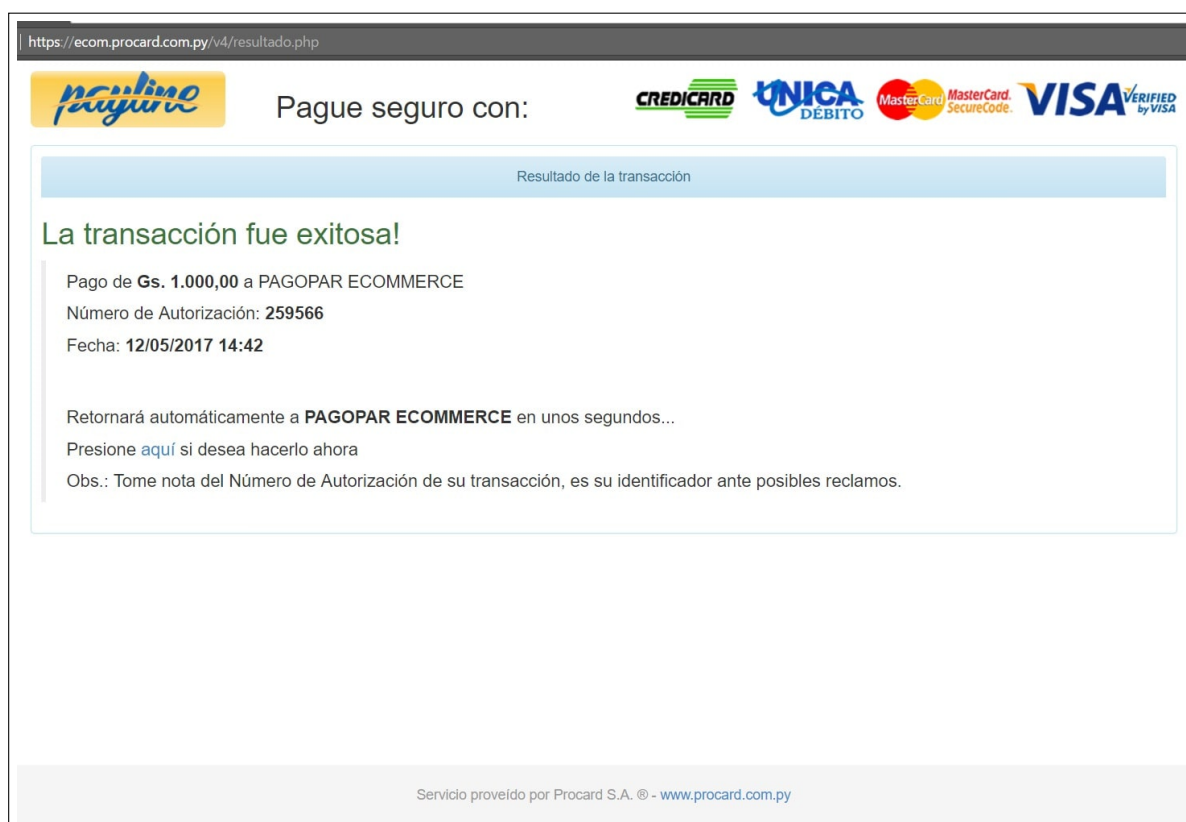 https://ecom.procard.com.py/v4/resultado.php
payline
Pague seguro con:
CREDICARD
UNICA
DÉBITO
MasterCard
MasterCard.
SecureCode.
VISA
VERIFIED
by VISA
Resultado de la transacción
La transacción fue exitosa!
Pago de Gs. 1.000,00 a PAGOPAR ECOMMERCE
Número de Autorización: 259566
Fecha: 12/05/2017 14:42
Retornará automáticamente a PAGOPAR ECOMMERCE en unos segundos...
Presione aquí si desea hacerlo ahora
Obs.: Tome nota del Número de Autorización de su transacción, es su identificador ante posibles reclamos.
Servicio proveído por Procard S.A. ® - www.procard.com.py